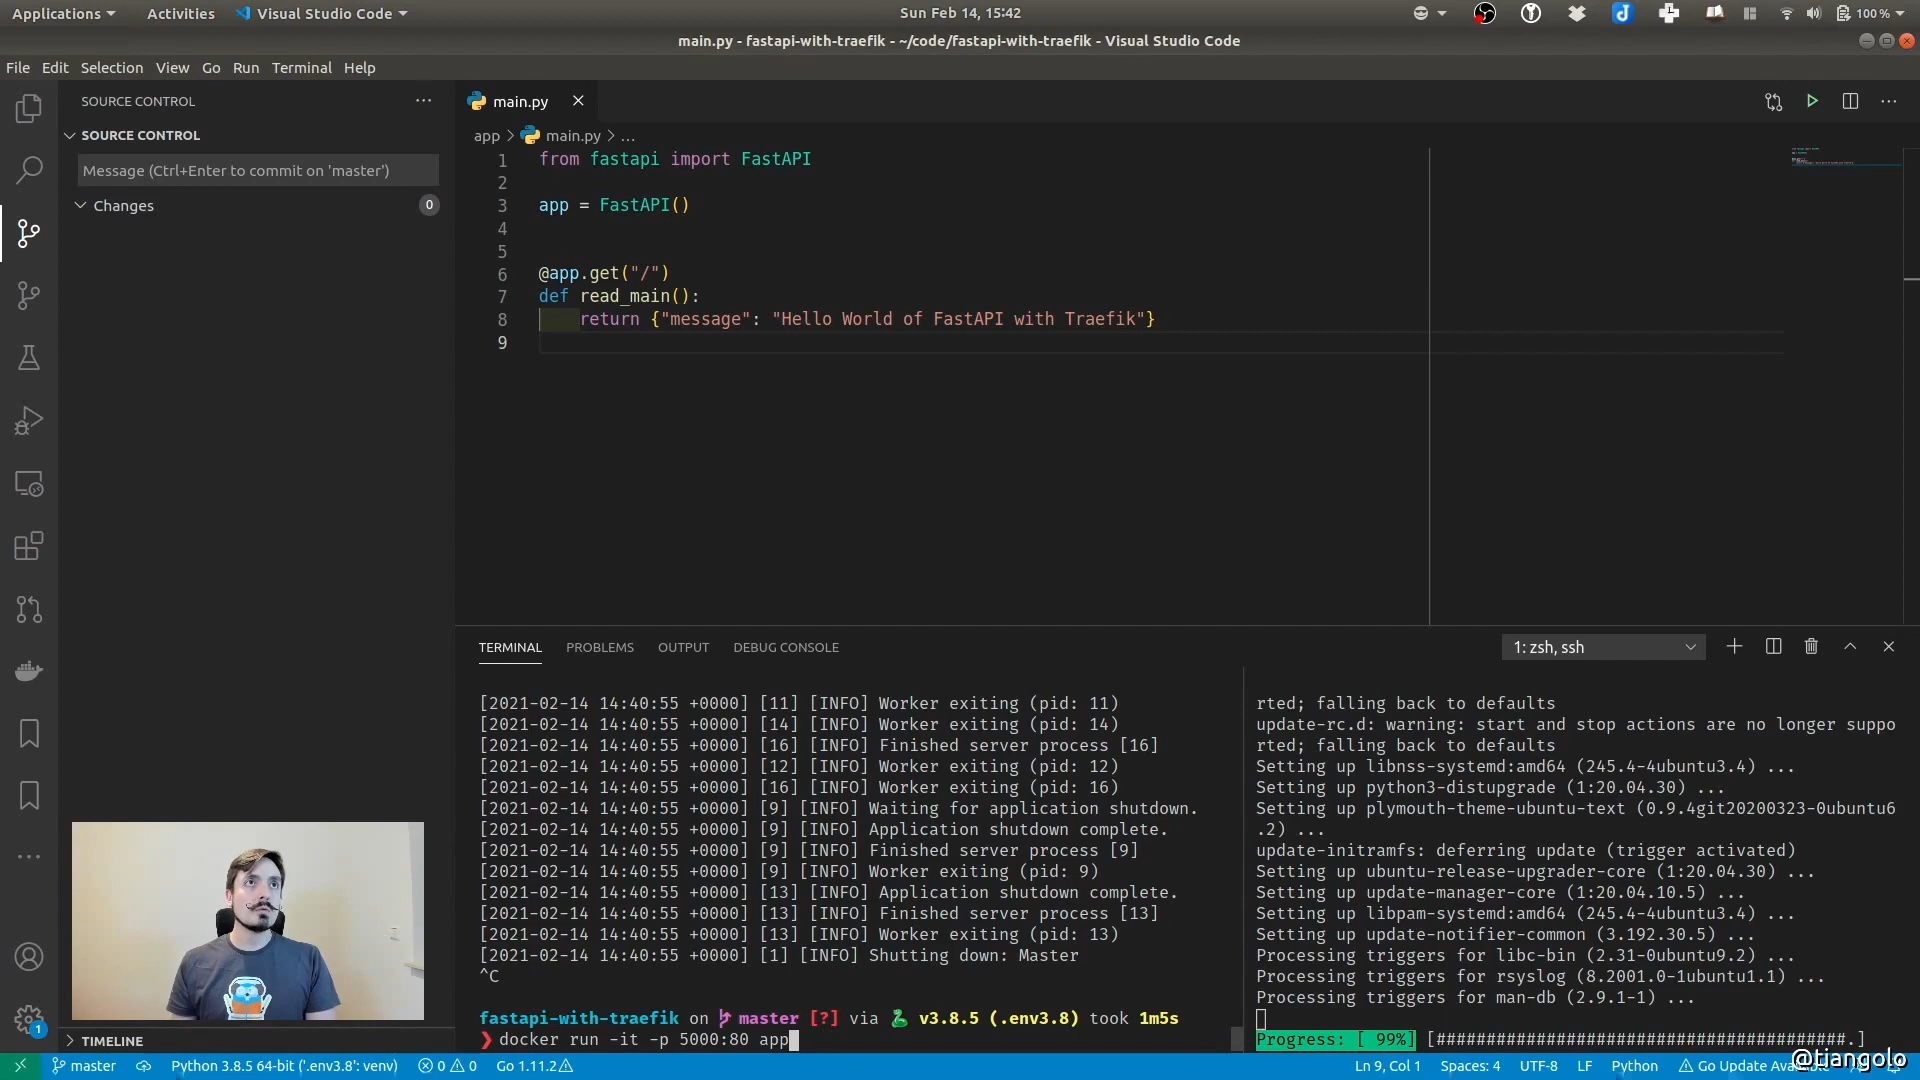 Applications
Activities
Visual Studio Code
Sun Feb 14, 15:42
100 %
main.py - fastapi-with-traefik - ~/code/fastapi-with-traefik - Visual Studio Code
File Edit Selection View Go Run Terminal Help
SOURCE CONTROL
SOURCE CONTROL
Message (Ctrl+Enter to commit on 'master')
Changes
0
main.py
app > main.py > ...
1 from fastapi import FastAPI
2
3 app = FastAPI()
4
5
6 @app.get("/")
7 def read_main():
8 return {"message": "Hello World of FastAPI with Traefik"}
9
TERMINAL PROBLEMS OUTPUT DEBUG CONSOLE
1: zsh, ssh
[2021-02-14 14:40:55 +0000] [11] [INFO] Worker exiting (pid: 11)
[2021-02-14 14:40:55 +0000] [14] [INFO] Worker exiting (pid: 14)
[2021-02-14 14:40:55 +0000] [16] [INFO] Finished server process [16]
[2021-02-14 14:40:55 +0000] [12] [INFO] Worker exiting (pid: 12)
[2021-02-14 14:40:55 +0000] [16] [INFO] Worker exiting (pid: 16)
[2021-02-14 14:40:55 +0000] [9] [INFO] Waiting for application shutdown.
[2021-02-14 14:40:55 +0000] [9] [INFO] Application shutdown complete.
[2021-02-14 14:40:55 +0000] [9] [INFO] Finished server process [9]
[2021-02-14 14:40:55 +0000] [9] [INFO] Worker exiting (pid: 9)
[2021-02-14 14:40:55 +0000] [13] [INFO] Application shutdown complete.
[2021-02-14 14:40:55 +0000] [13] [INFO] Finished server process [13]
[2021-02-14 14:40:55 +0000] [13] [INFO] Worker exiting (pid: 13)
[2021-02-14 14:40:55 +0000] [1] [INFO] Shutting down: Master
^C
fastapi-with-traefik on master [?] via v3.8.5 (.env3.8) took 1m5s
❯ docker run -it -p 5000:80 app
rted; falling back to defaults
update-rc.d: warning: start and stop actions are no longer suppo
rted; falling back to defaults
Setting up libnss-systemd:amd64 (245.4-4ubuntu3.4) ...
Setting up python3-distupgrade (1:20.04.30) ...
Setting up plymouth-theme-ubuntu-text (0.9.4git20200323-0ubuntu6
.2) ...
update-initramfs: deferring update (trigger activated)
Setting up ubuntu-release-upgrader-core (1:20.04.30) ...
Setting up update-manager-core (1:20.04.10.5) ...
Setting up libpam-systemd:amd64 (245.4-4ubuntu3.4) ...
Setting up update-notifier-common (3.192.30.5) ...
Processing triggers for libc-bin (2.31-0ubuntu9.2) ...
Processing triggers for rsyslog (8.2001.0-1ubuntu1.1) ...
Processing triggers for man-db (2.9.1-1) ...
Progress: [ 99%] [#########################################.]
TIMELINE
1
master
Python 3.8.5 64-bit ('.env3.8': venv)
0 0
Go 1.11.2
Ln 9, Col 1
Spaces: 4
UTF-8
LF
Python
Go Update
@tiangolo